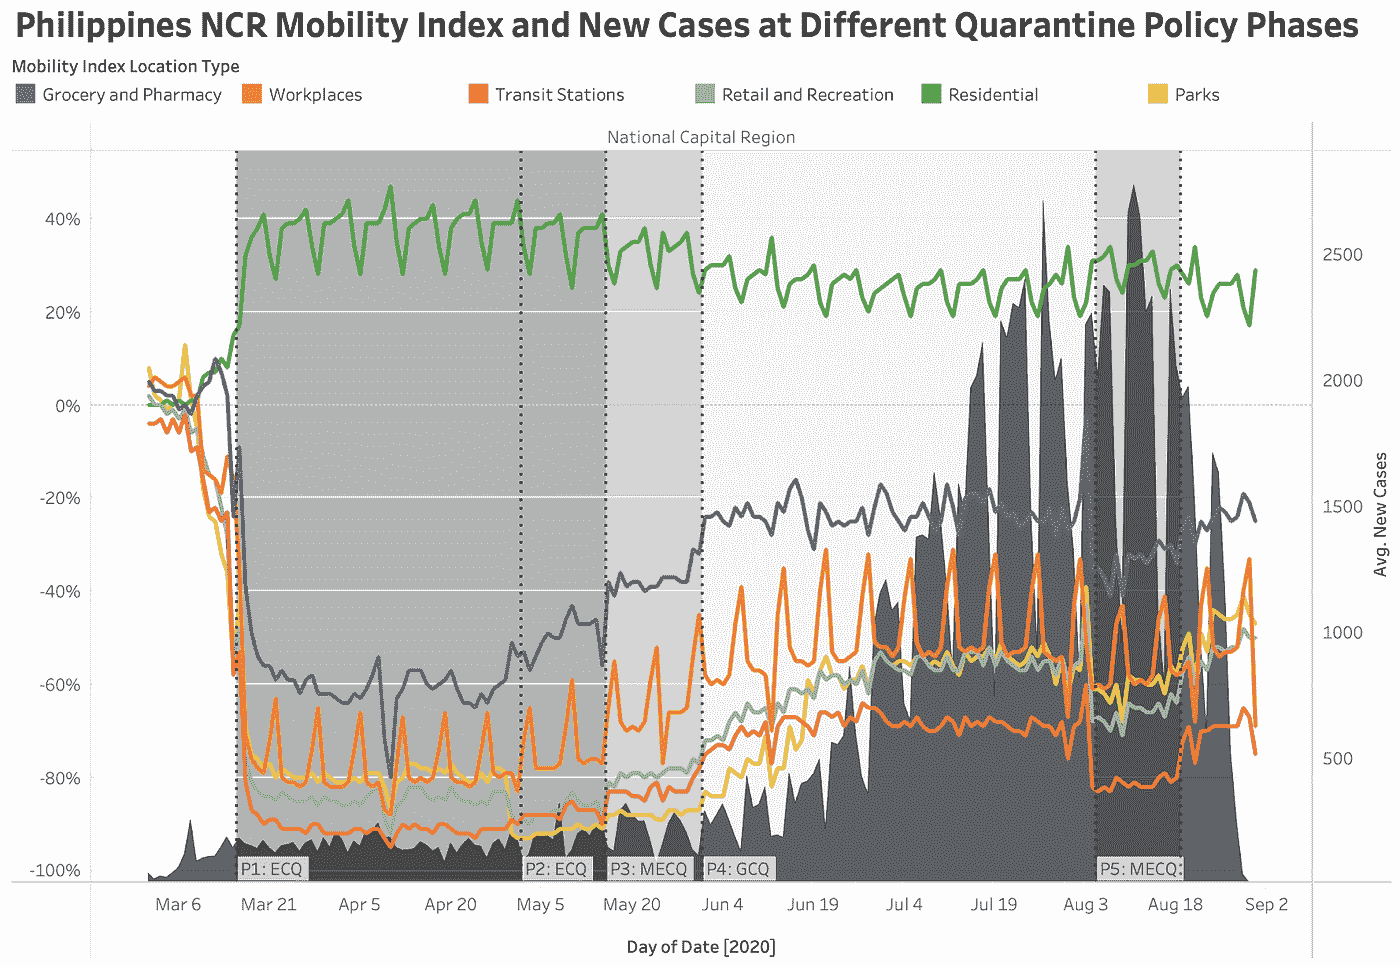 Philippines NCR Mobility Index and New Cases at Different Quarantine Policy Phases
Mobility Index Location Type
Grocery and Pharmacy Workplaces Transit Stations Retail and Recreation Residential Parks
National Capital Region
40%
20%
0%
-20%
-40%
-60%
-80%
-100%
2500
2000
1500
1000
500
Avg. New Cases
P1: ECQ P2: ECQ P3: MECQ P4: GCQ P5: MECQ
Mar 6 Mar 21 Apr 5 Apr 20 May 5 May 20 Jun 4 Jun 19 Jul 4 Jul 19 Aug 3 Aug 18 Sep 2
Day of Date [2020]